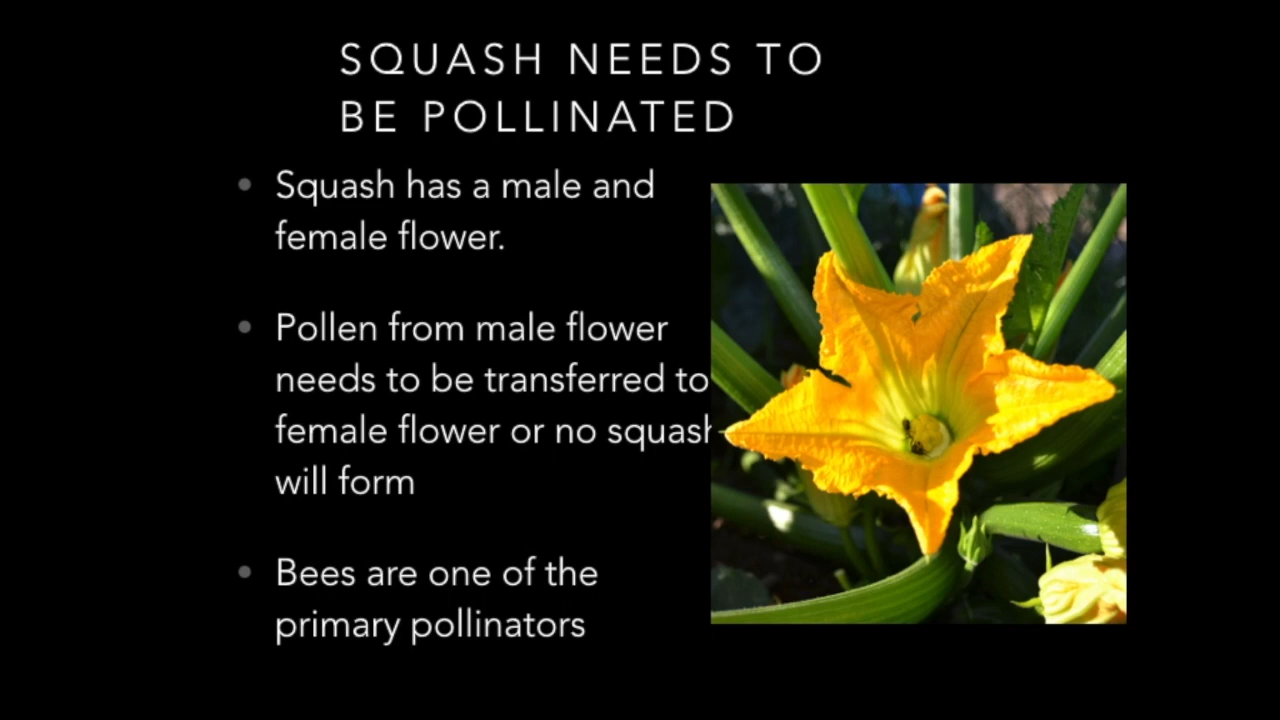 SQUASH NEEDS TO
BE POLLINATED
• Squash has a male and
female flower.
• Pollen from male flower
needs to be transferred to
female flower or no squash
will form
• Bees are one of the
primary pollinators